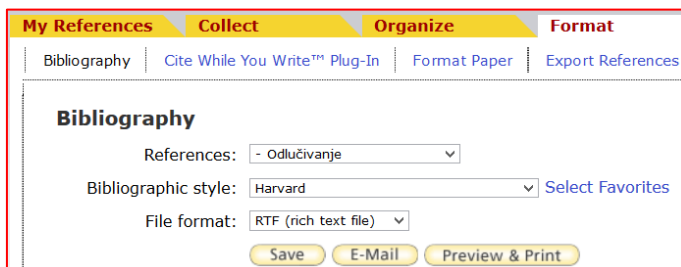 My References Collect Organize Format
Bibliography Cite While You Write™ Plug-In Format Paper Export References
Bibliography
References: - Odlučivanje
Bibliographic style: Harvard Select Favorites
File format: RTF (rich text file)
Save E-Mail Preview & Print